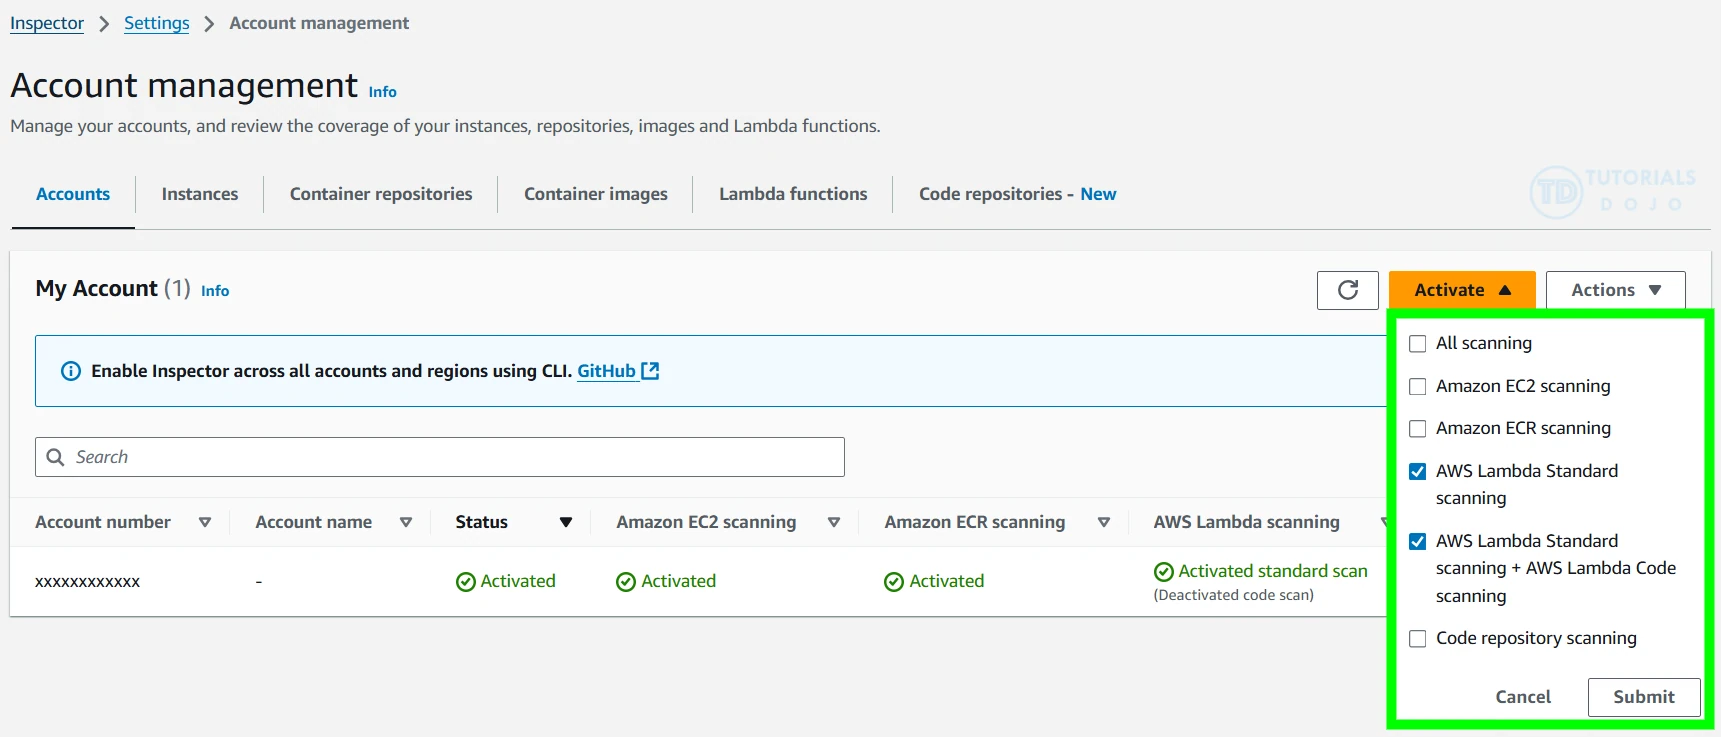 Inspector > Settings > Account management
Account management Info
Manage your accounts, and review the coverage of your instances, repositories, images and Lambda functions.
Accounts Instances Container repositories Container images Lambda functions Code repositories - New
TUTORIALS
TD
DOJO
My Account (1) Info
Activate Actions
Enable Inspector across all accounts and regions using CLI. GitHub
Search
Account number Account name Status Amazon EC2 scanning Amazon ECR scanning AWS Lambda scanning
xxxxxxxxxxxx - Activated Activated Activated Activated standard scan
(Deactivated code scan)
All scanning
Amazon EC2 scanning
Amazon ECR scanning
AWS Lambda Standard
scanning
AWS Lambda Standard
scanning + AWS Lambda Code
scanning
Code repository scanning
Cancel Submit